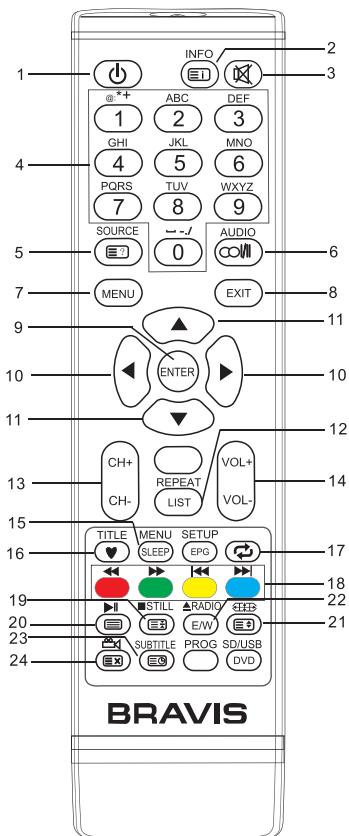 INFO
2
1
3
@:*+ ABC DEF
1 2 3
GHI JKL MNO
4
4 5 6
PQRS TUV WXYZ
7 8 9
SOURCE ⎵-./ AUDIO
5
? 0 I/II
6
7
MENU EXIT
8
9
11
10
ENTER
10
11
12
13
CH+
CH-
REPEAT
LIST
VOL+
VOL-
14
15
TITLE MENU SETUP
16
SLEEP EPG
17
18
19
STILL RADIO
20
E/W
22
21
23
SUBTITLE PROG SD/USB
24
DVD
BRAVIS